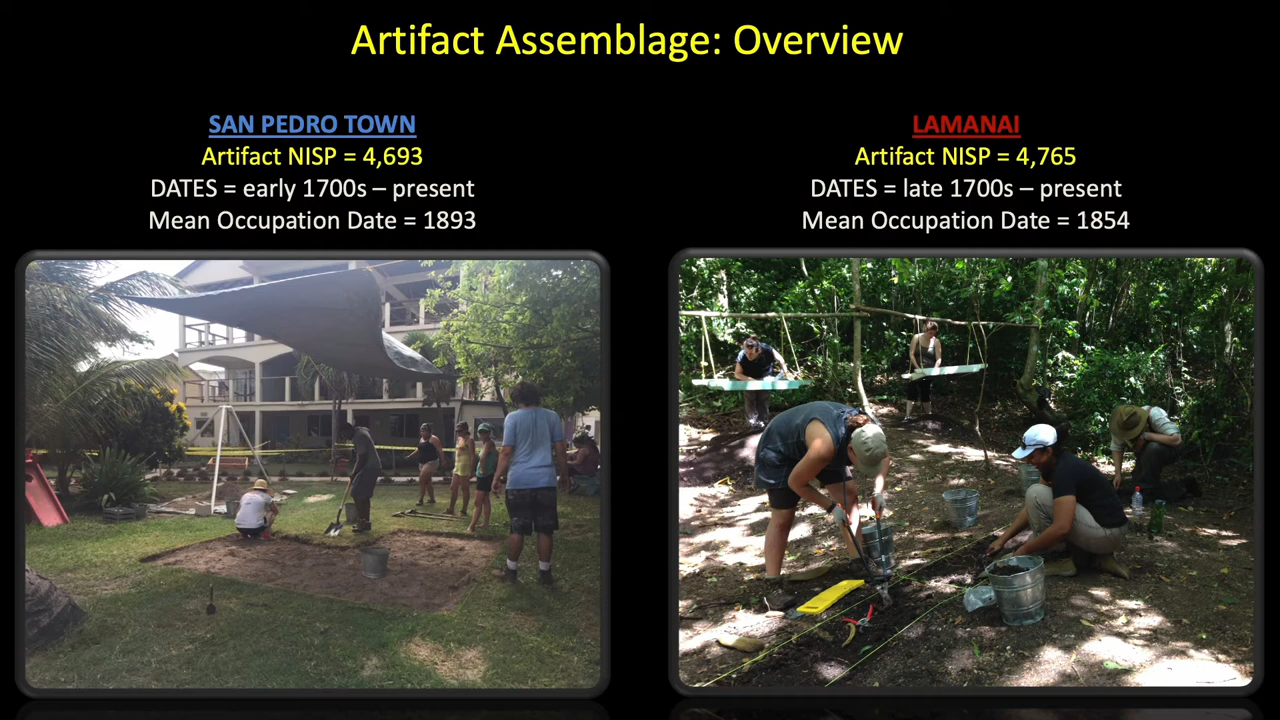 Artifact Assemblage: Overview
SAN PEDRO TOWN
Artifact NISP = 4,693
DATES = early 1700s – present
Mean Occupation Date = 1893
LAMANAI
Artifact NISP = 4,765
DATES = late 1700s – present
Mean Occupation Date = 1854